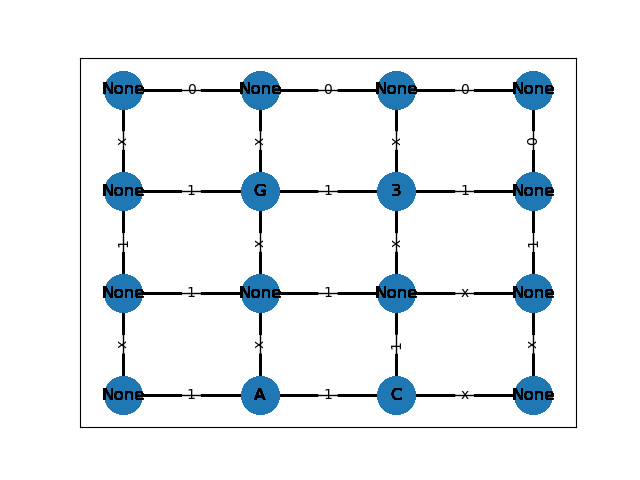 None 0 None 0 None 0 None
x x x 0
None 1 G 1 3 1 None
1 x x 1
None 1 None 1 None x None
x x 1 x
None 1 A 1 C x None